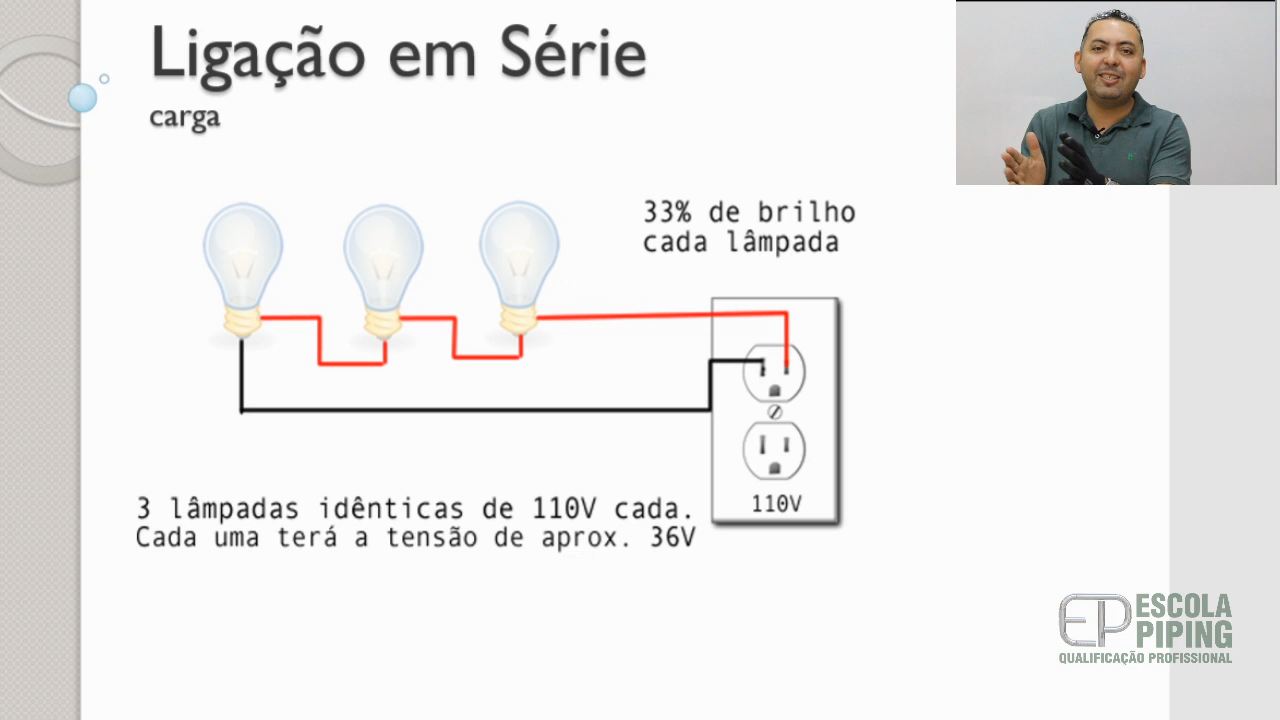 Ligação em Série
carga
33% de brilho
cada lâmpada
110V
3 lâmpadas idênticas de 110V cada.
Cada uma terá a tensão de aprox. 36V
EP ESCOLA
PIPING
QUALIFICAÇÃO PROFISSIONAL